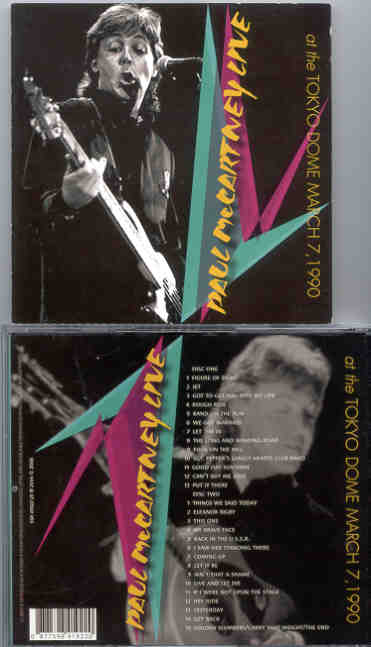 PAUL McCARTNEY LIVE
at the TOKYO DOME MARCH 7, 1990
PAUL McCARTNEY LIVE
at the TOKYO DOME MARCH 7, 1990
DISC ONE
1 FIGURE OF EIGHT
2 JET
3 GOT TO GET YOU INTO MY LIFE
4 ROUGH RIDE
5 BAND ON THE RUN
6 WE GOT MARRIED
7 LET 'EM IN
8 THE LONG AND WINDING ROAD
9 FOOL ON THE HILL
10 SGT. PEPPER'S LONELY HEARTS CLUB BAND
11 GOOD DAY SUNSHINE
12 CAN'T BUY ME LOVE
13 PUT IT THERE
DISC TWO
1 THINGS WE SAID TODAY
2 ELEANOR RIGBY
3 THIS ONE
4 MY BRAVE FACE
5 BACK IN THE U.S.S.R.
6 I SAW HER STANDING THERE
7 COMING UP
8 LET IT BE
9 AIN'T THAT A SHAME
10 LIVE AND LET DIE
11 IF I WERE NOT UPON THE STAGE
12 HEY JUDE
13 YESTERDAY
14 GET BACK
15 GOLDEN SLUMBERS/CARRY THAT WEIGHT/THE END